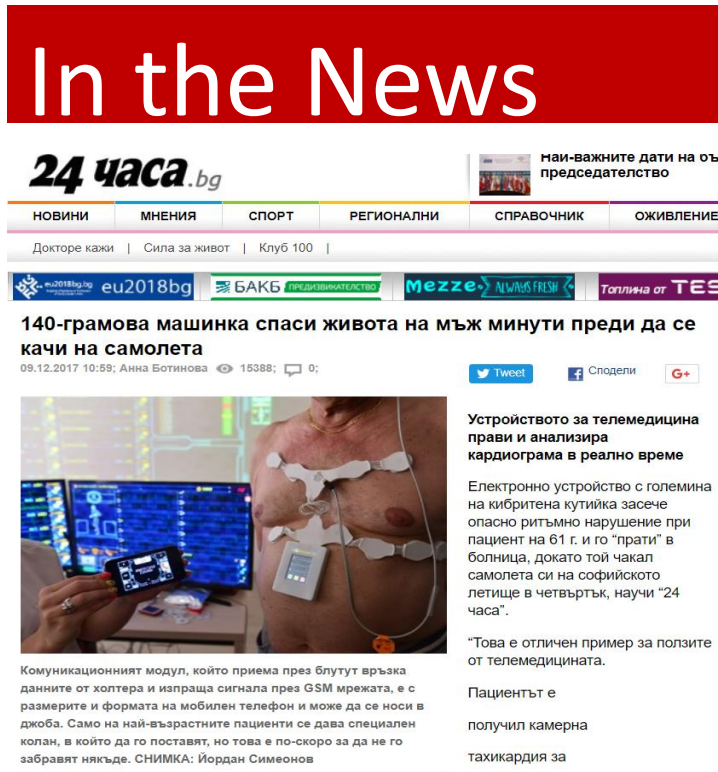 In the News
24 часа.bg
Най-важните дати на бъ
председателство
НОВИНИ МНЕНИЯ СПОРТ РЕГИОНАЛНИ СПРАВОЧНИК ОЖИВЛЕНИЕ
Докторе кажи | Сила за живот | Клуб 100 |
eu2018bg.bg eu2018bg БАКБ ПРЕДИЗВИКАТЕЛСТВО Mezze ALWAYS FRESH Топлина от TES
140-грамова машинка спаси живота на мъж минути преди да се
качи на самолета
09.12.2017 10:59; Анна Ботинова 15388; 0;
Tweet Сподели G+
Устройството за телемедицина
прави и анализира
кардиограма в реално време
Електронно устройство с големина
на кибритена кутийка засече
опасно ритъмно нарушение при
пациент на 61 г. и го “прати” в
болница, докато той чакал
самолета си на софийското
летище в четвъртък, научи “24
часа”.
“Това е отличен пример за ползите
от телемедицината.
Пациентът е
получил камерна
тахикардия за
Комуникационният модул, който приема през блутут връзка
данните от холтера и изпраща сигнала през GSM мрежата, е с
размерите и формата на мобилен телефон и може да се носи в
джоба. Само на най-възрастните пациенти се дава специален
колан, в който да го поставят, но това е по-скоро за да не го
забравят някъде. СНИМКА: Йордан Симеонов